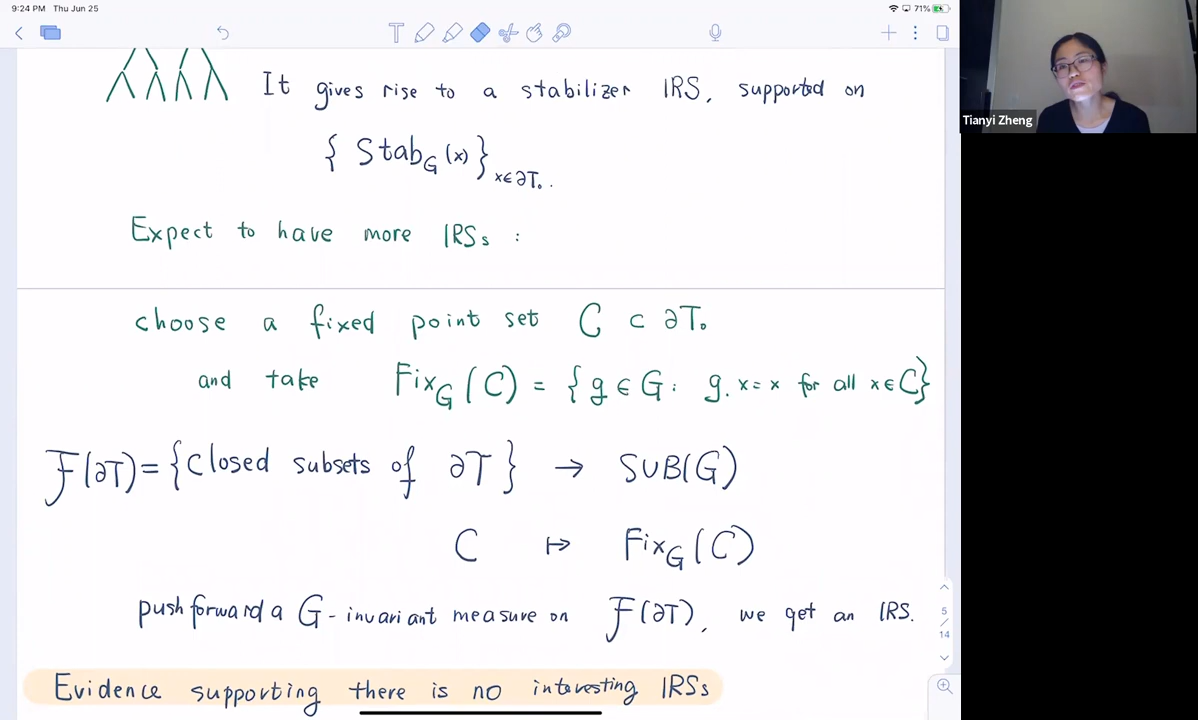 9:24 PM Thu Jun 25
71%
It gives rise to a stabilizer IRS, supported on
{ Stab_G (x) }_{x∈∂T}.
Tianyi Zheng
Expect to have more IRSs :
choose a fixed point set C ⊂ ∂T.
and take Fix_G (C) = { g ∈ G : g.x = x for all x ∈ C}
F(∂T) = {closed subsets of ∂T } → SUB(G)
C ↦ Fix_G (C)
pushforward a G-invariant measure on F(∂T), we get an IRS.
Evidence supporting there is no interesting IRSs
5
/
14